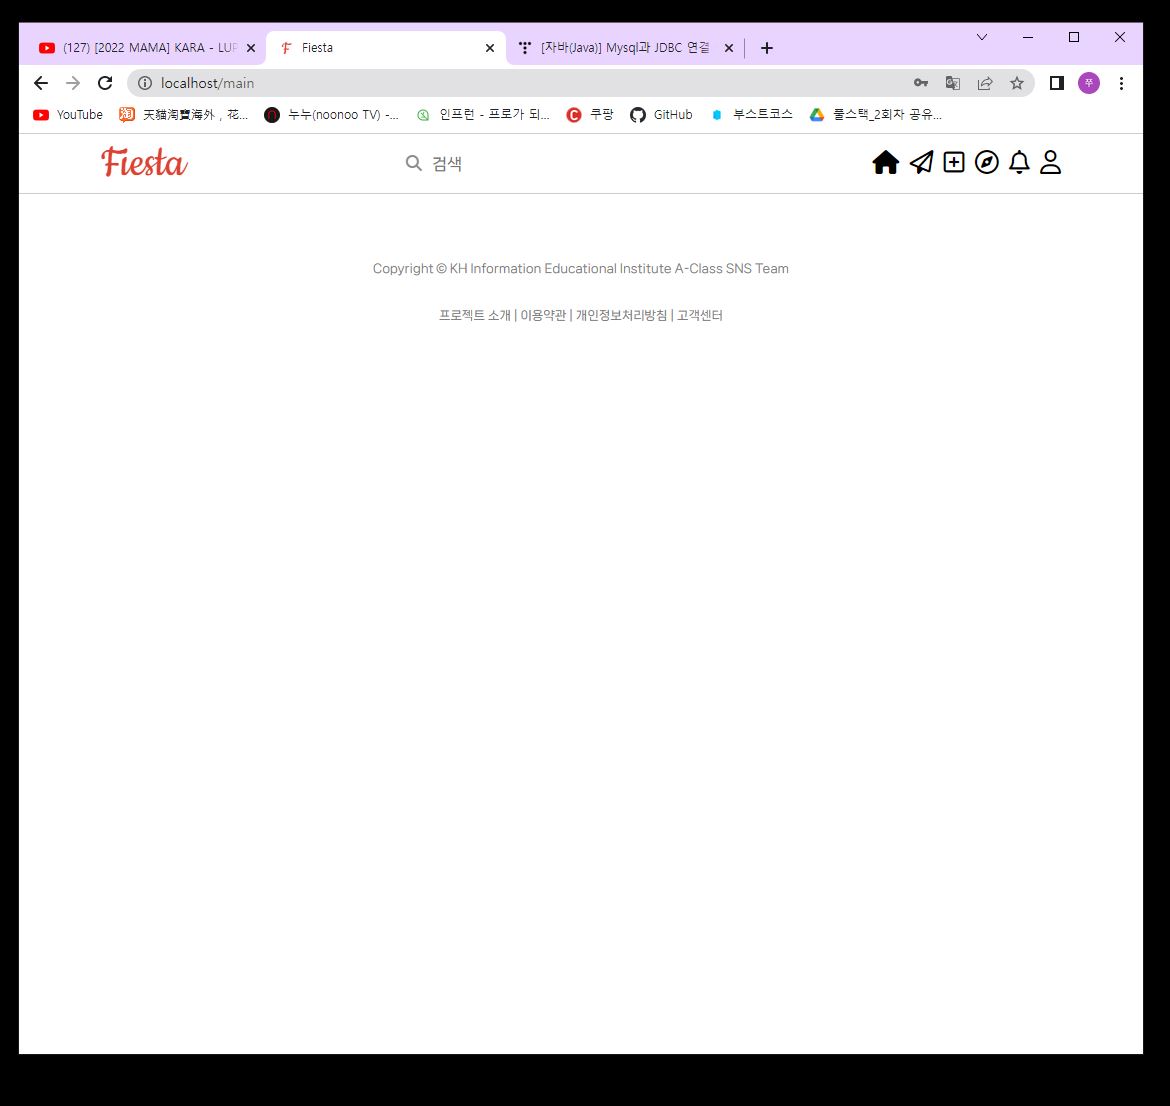 (127) [2022 MAMA] KARA - LUP
Fiesta
[자바(Java)] Mysql과 JDBC 연결
localhost/main
쭈
YouTube
天貓淘寶海外，花...
누누(noonoo TV) -...
인프런 - 프로가 되...
쿠팡
GitHub
부스트코스
풀스택_2회자 공유...
Fiesta
검색
Copyright © KH Information Educational Institute A-Class SNS Team
프로젝트 소개 | 이용약관 | 개인정보처리방침 | 고객센터